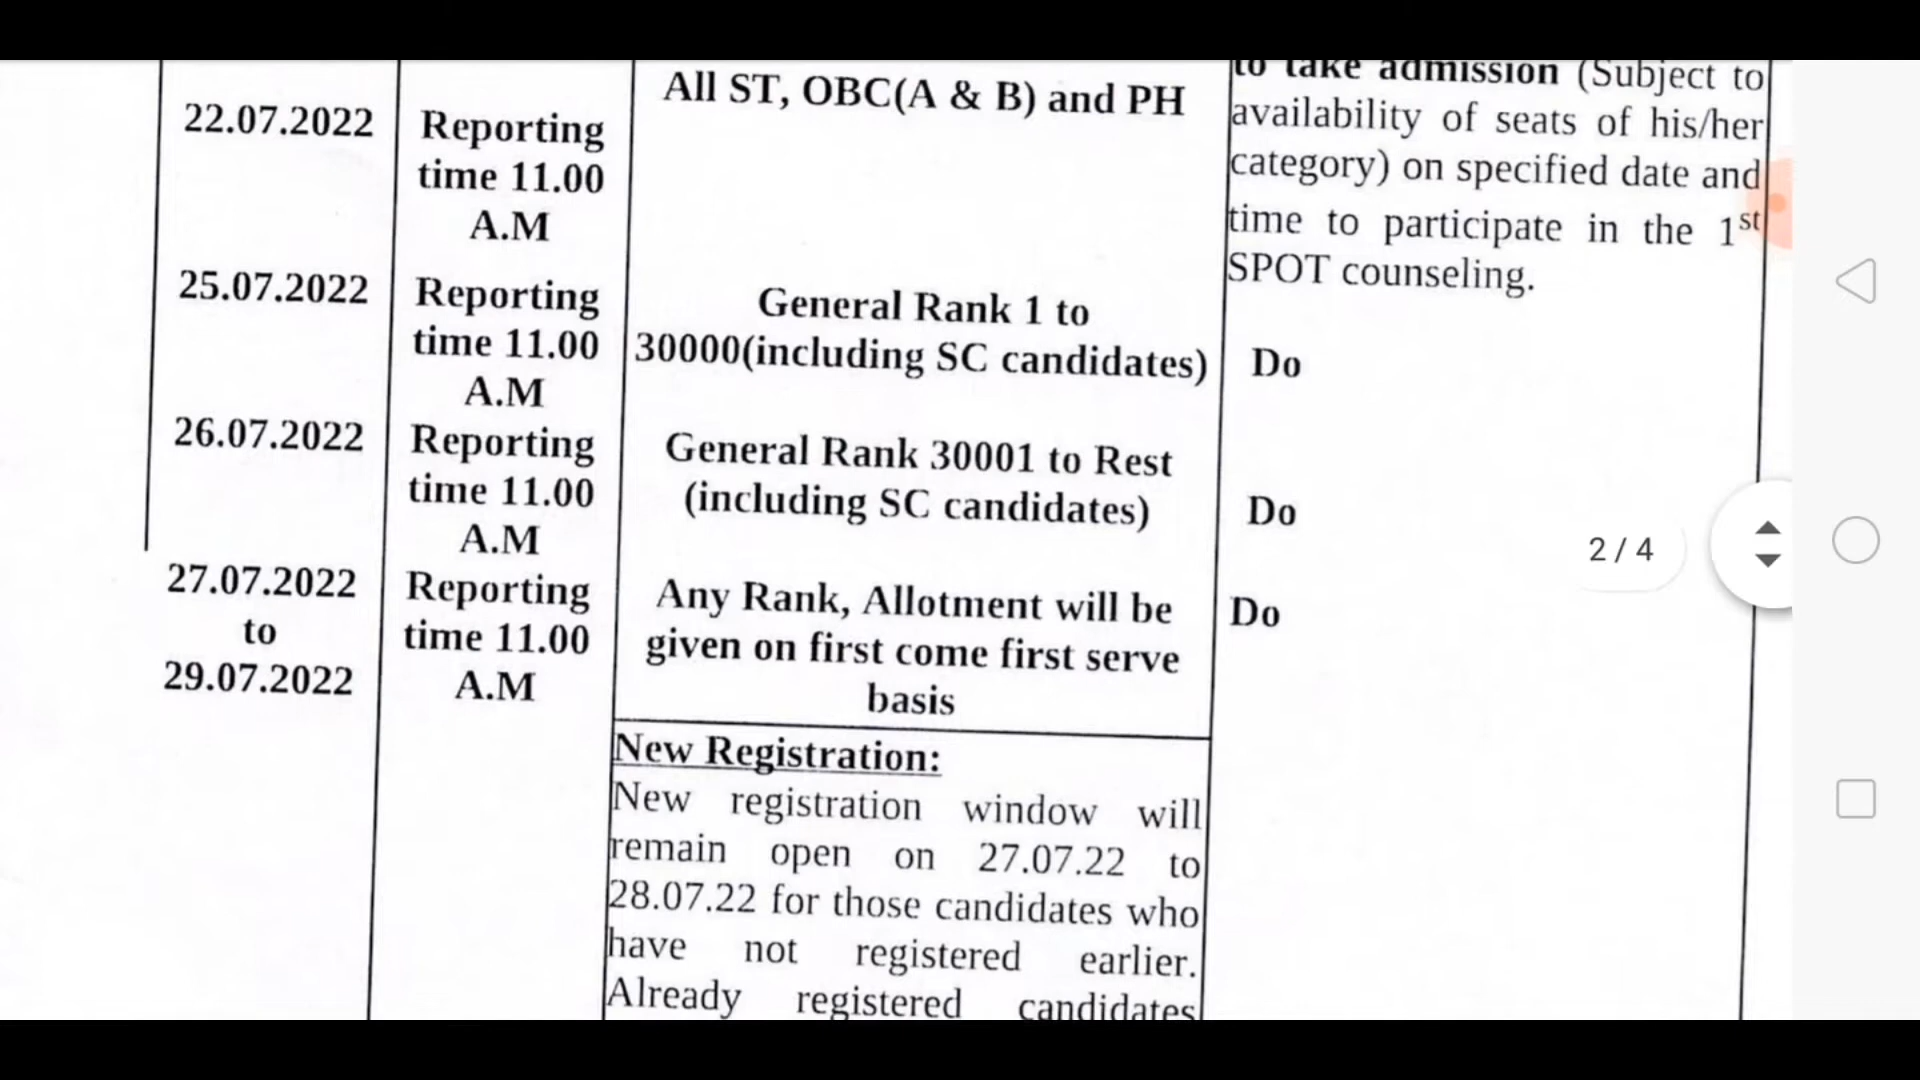 All ST, OBC(A & B) and PH
to take admission (Subject to
22.07.2022
Reporting
time 11.00
A.M
availability of seats of his/her
category) on specified date and
time to participate in the 1st
SPOT counseling.
25.07.2022
Reporting
time 11.00
A.M
General Rank 1 to
30000(including SC candidates)
Do
26.07.2022
Reporting
time 11.00
A.M
General Rank 30001 to Rest
(including SC candidates)
Do
27.07.2022
to
29.07.2022
Reporting
time 11.00
A.M
Any Rank, Allotment will be
given on first come first serve
basis
Do
New Registration:
New registration window will
remain open on 27.07.22 to
28.07.22 for those candidates who
have not registered earlier.
Already registered candidates
2 / 4